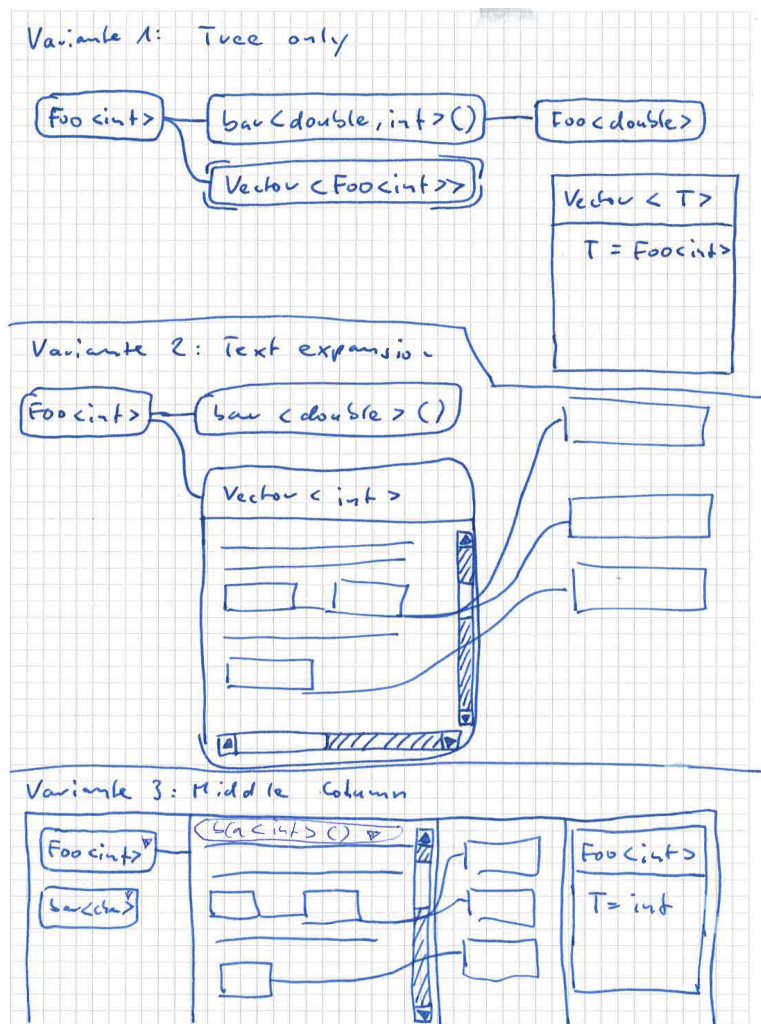 Variante 1: Tree only
Foo<int>
bar<double, int>()
Foo<double>
Vector<Foo<int>>
Vector < T>
T = Foo<int>
Variante 2: Text expansion
Foo<int>
bar <double>()
Vector < int >
Variante 3: Middle Column
bla<int>()
Foo<int>
Foo<int>
bar<cha>
T= int